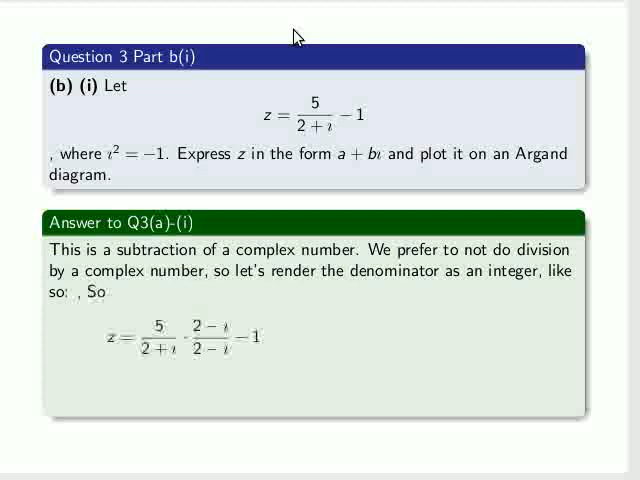 Question 3 Part b(i)
(b) (i) Let
z = 5/(2 + ı) − 1
, where ı² = −1. Express z in the form a + bı and plot it on an Argand
diagram.
Answer to Q3(a)-(i)
This is a subtraction of a complex number. We prefer to not do division
by a complex number, so let's render the denominator as an integer, like
so: , So
z = 5/(2 + ı) · (2 − ı)/(2 − ı) − 1